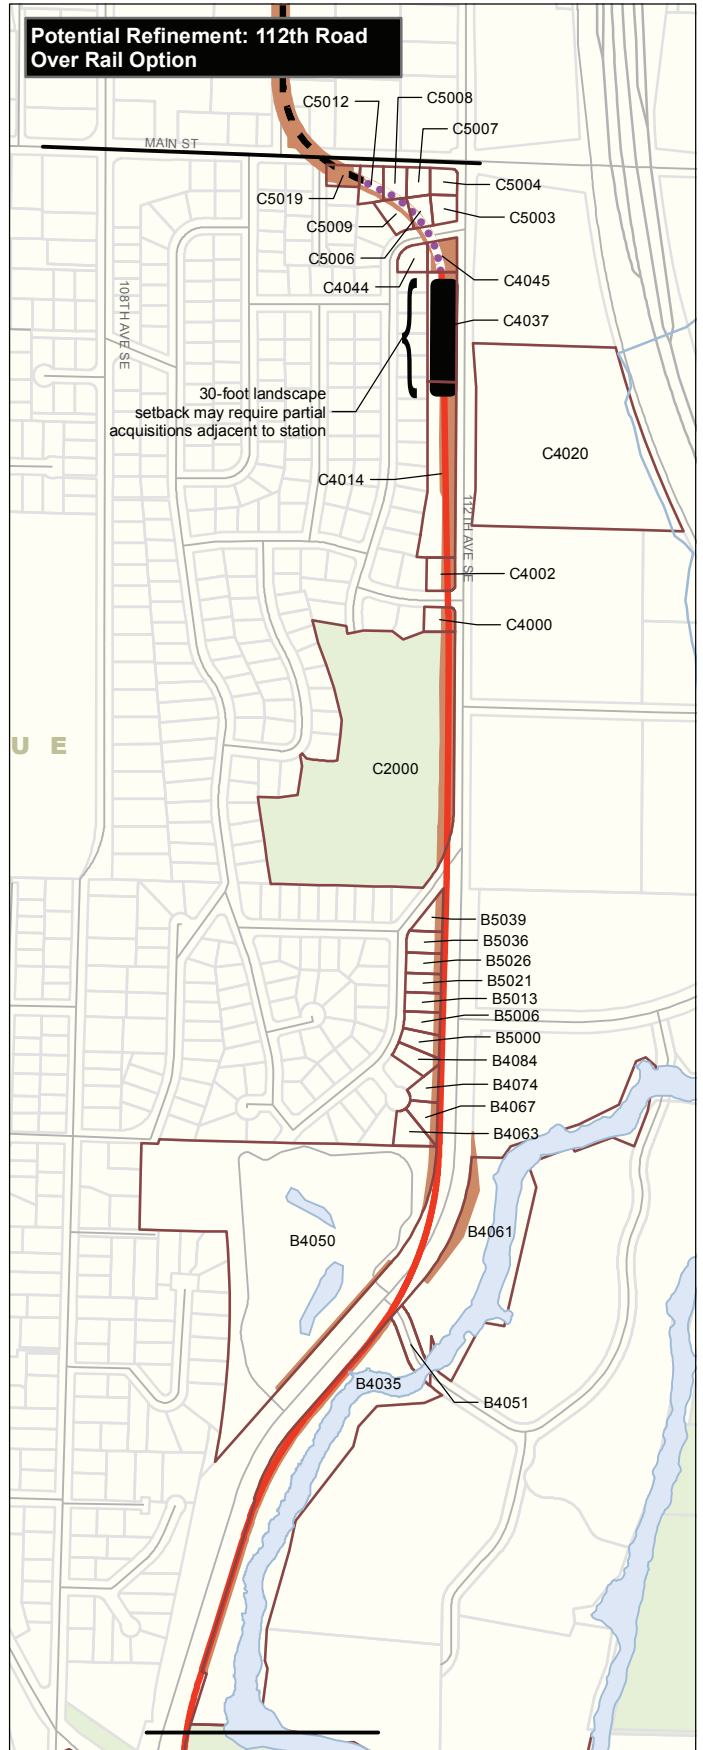 Potential Refinement: 112th Road
Over Rail Option
C5012
C5008
C5007
MAIN ST
C5004
C5019
C5003
C5009
C5006
C4045
C4044
108TH AVE SE
C4037
30-foot landscape
setback may require partial
acquisitions adjacent to station
C4020
C4014
112TH AVE SE
C4002
C4000
U E
C2000
B5039
B5036
B5026
B5021
B5013
B5006
B5000
B4084
B4074
B4067
B4063
B4061
B4050
B4035
B4051